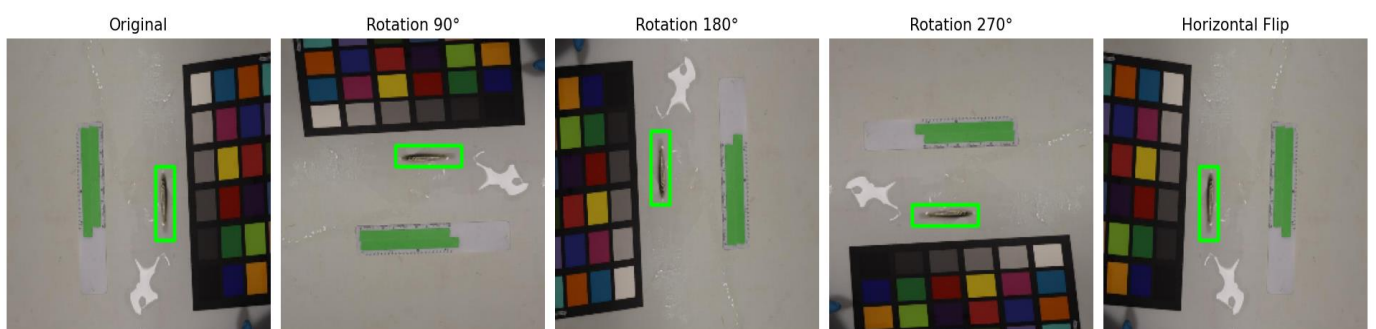 Original
Rotation 90°
Rotation 180°
Rotation 270°
Horizontal Flip